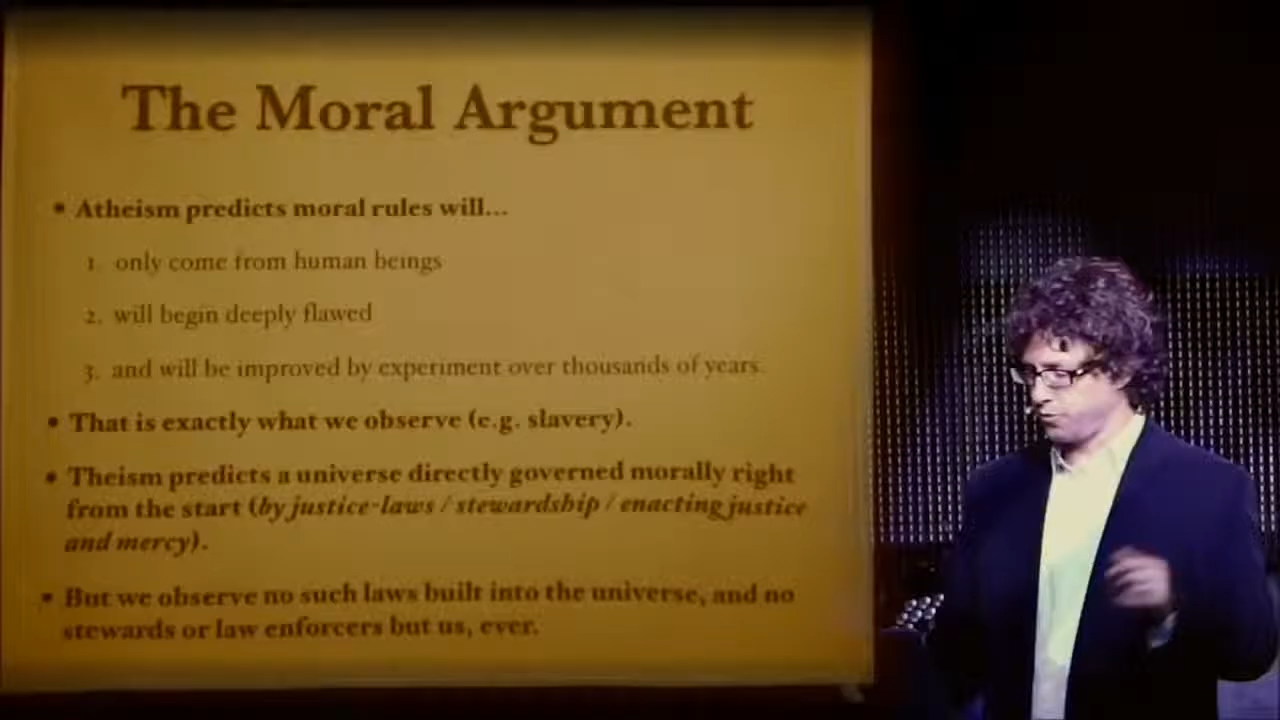 The Moral Argument
• Atheism predicts moral rules will...
1. only come from human beings
2. will begin deeply flawed
3. and will be improved by experiment over thousands of years.
• That is exactly what we observe (e.g. slavery).
• Theism predicts a universe directly governed morally right
from the start (by justice-laws / stewardship / enacting justice
and mercy).
• But we observe no such laws built into the universe, and no
stewards or law enforcers but us, ever.